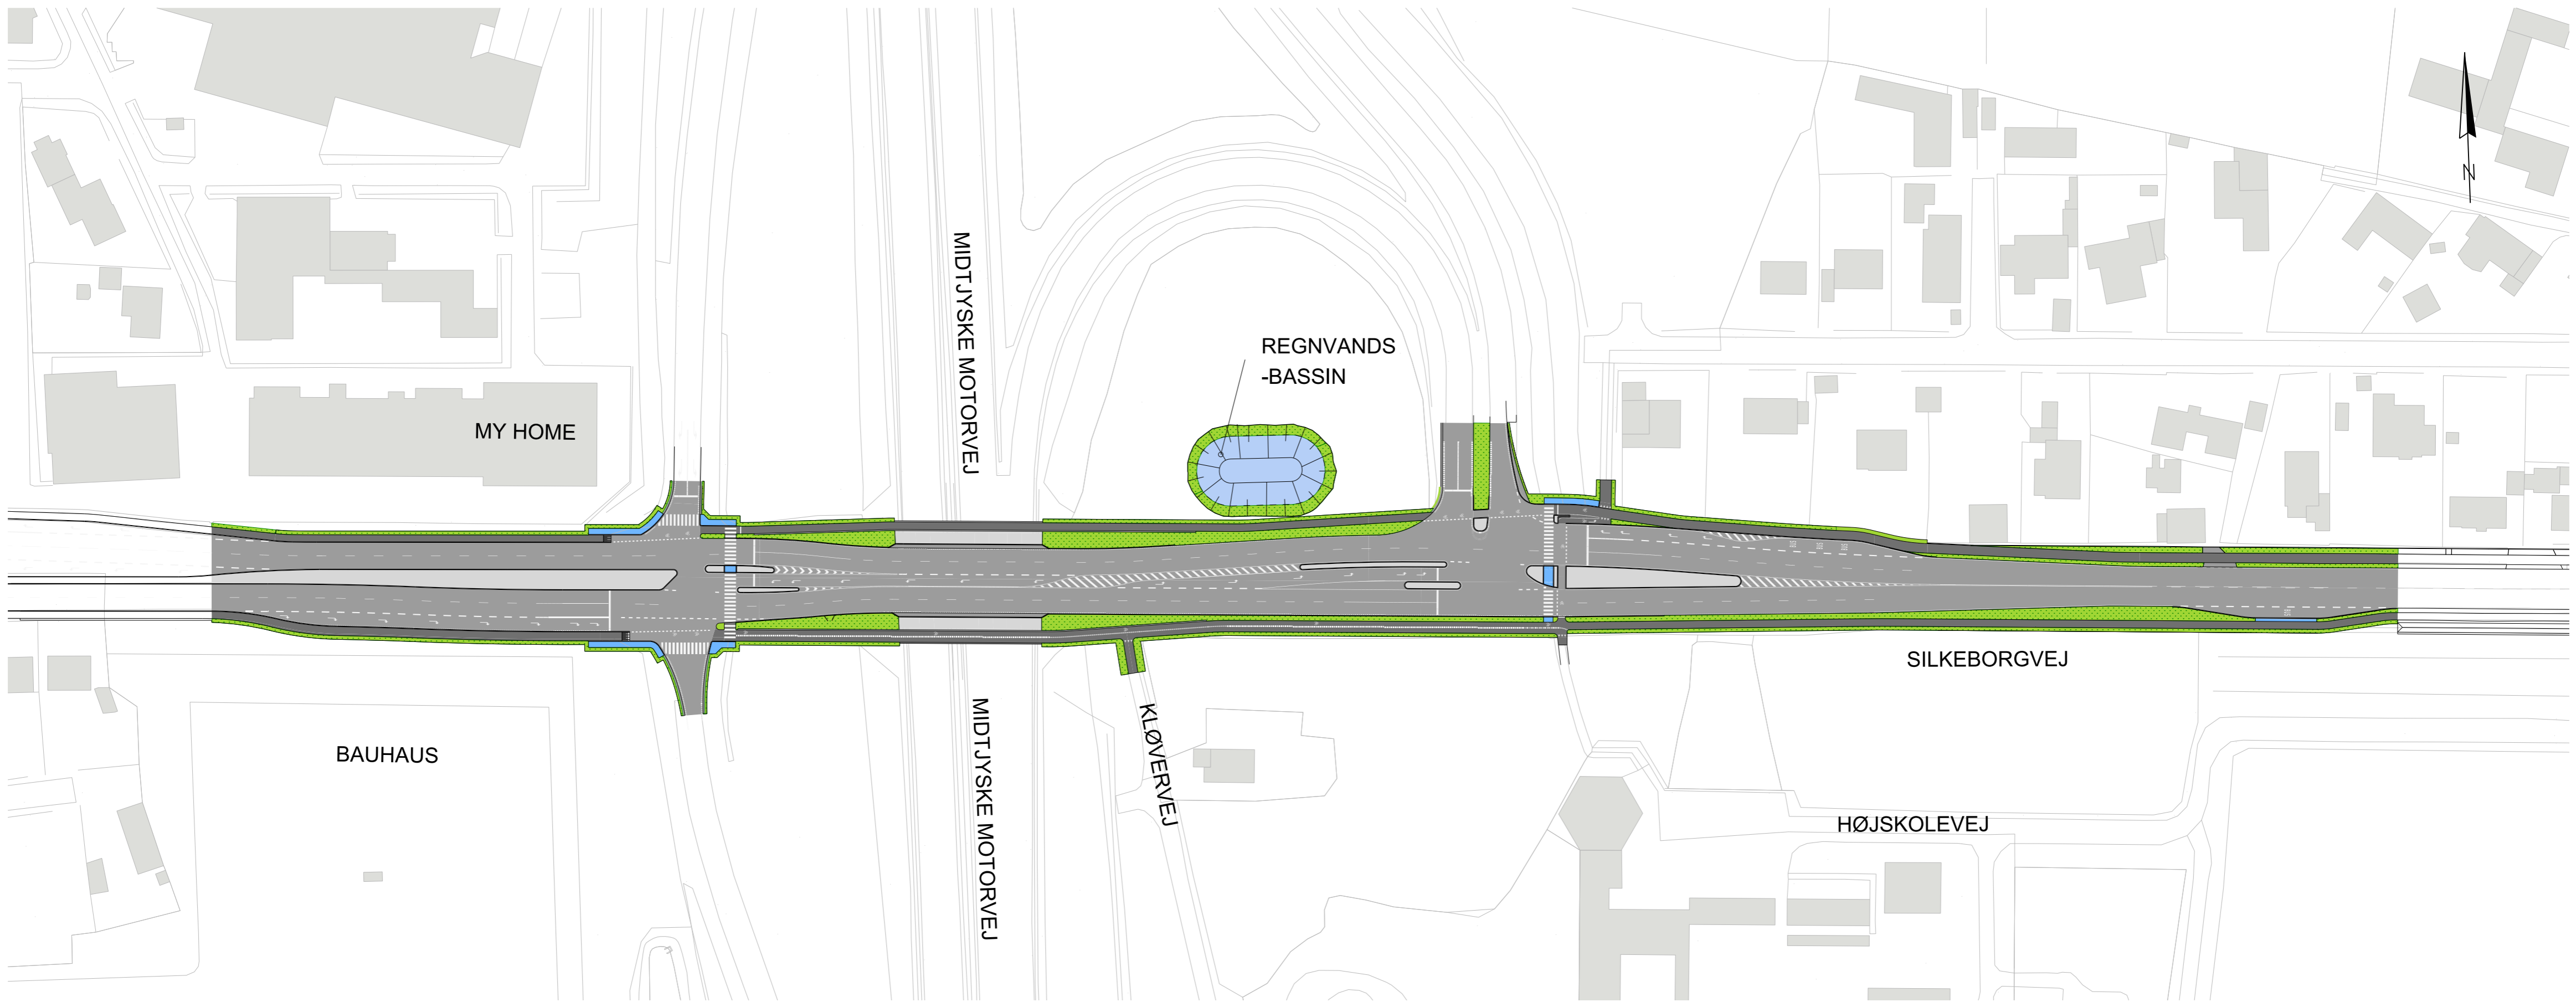 N
MIDTJYSKE MOTORVEJ
REGNVANDS
-BASSIN
MY HOME
SILKEBORGVEJ
BAUHAUS
KLØVERVEJ
MIDTJYSKE MOTORVEJ
HØJSKOLEVEJ